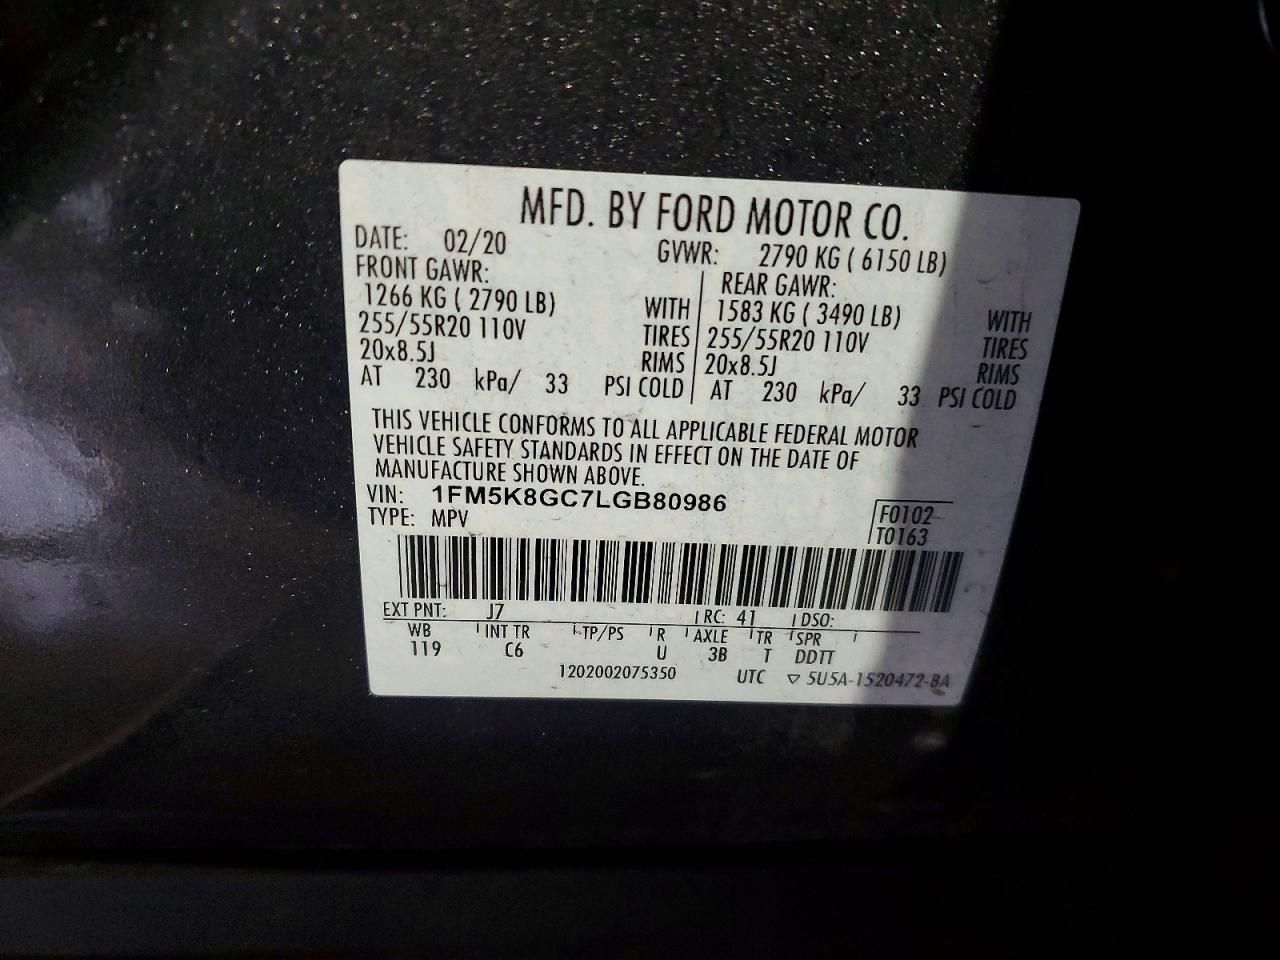 MFD. BY FORD MOTOR CO.
DATE: 02/20 GVWR: 2790 KG ( 6150 LB)
FRONT GAWR: REAR GAWR:
1266 KG ( 2790 LB) WITH 1583 KG ( 3490 LB) WITH
255/55R20 110V TIRES 255/55R20 110V TIRES
20x8.5J RIMS 20x8.5J RIMS
AT 230 kPa/ 33 PSI COLD AT 230 kPa/ 33 PSI COLD
THIS VEHICLE CONFORMS TO ALL APPLICABLE FEDERAL MOTOR
VEHICLE SAFETY STANDARDS IN EFFECT ON THE DATE OF
MANUFACTURE SHOWN ABOVE.
VIN: 1FM5K8GC7LGB80986
TYPE: MPV
F0102
T0163
EXT PNT: J7 RC: 41 DSO:
WB INT TR TP/PS R AXLE TR SPR
119 C6 U 3B T DDTT
1202002075350 UTC ▽ 5U5A-1520472-BA